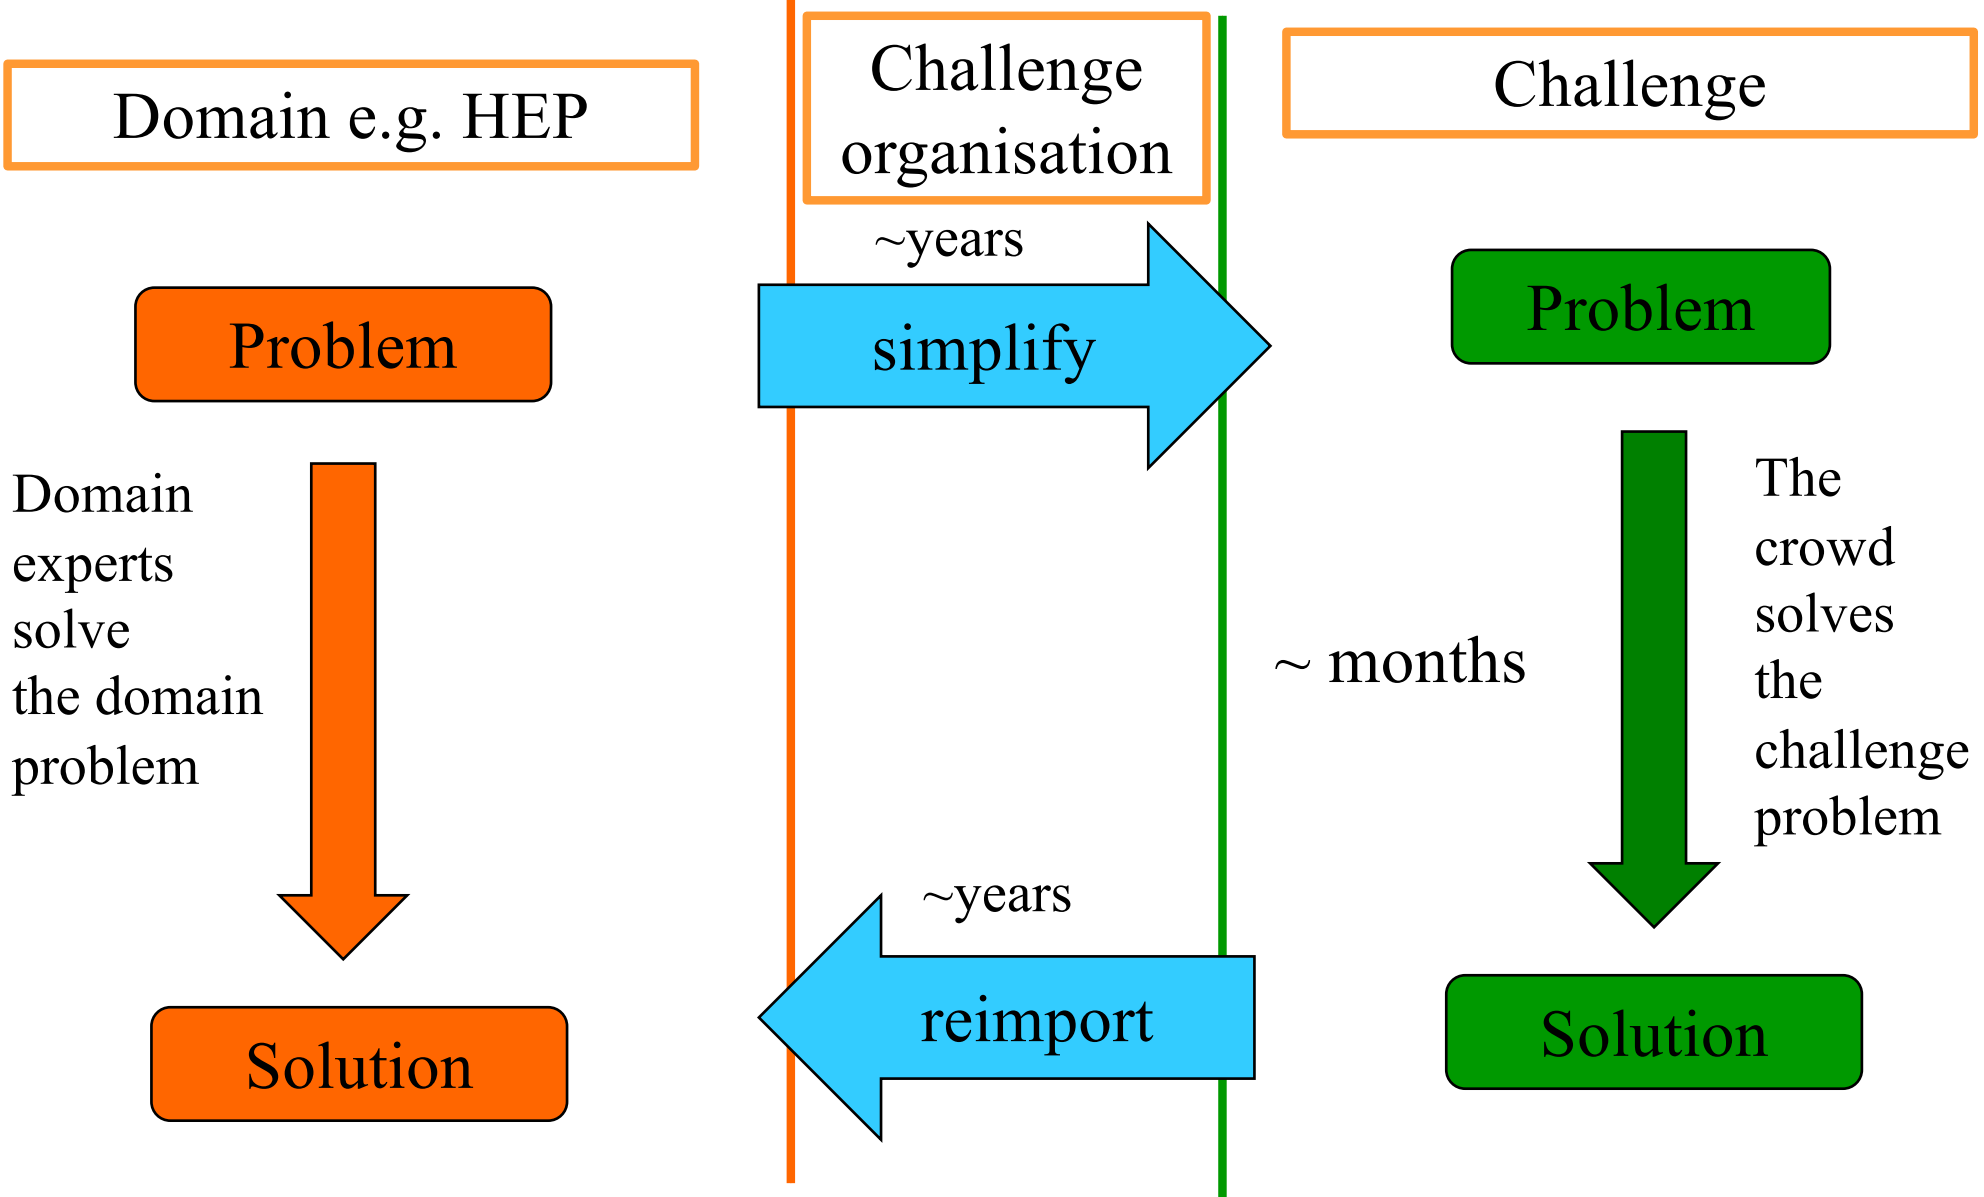 Domain e.g. HEP
Challenge
organisation
Challenge
~years
Problem
simplify
Problem
Domain
experts
solve
the domain
problem
~ months
The
crowd
solves
the
challenge
problem
~years
Solution
reimport
Solution